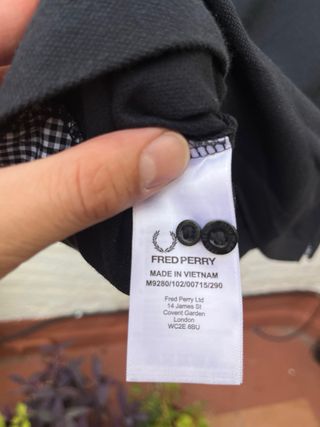 FRED PERRY
MADE IN VIETNAM
M9280/102/00715/290
Fred Perry Ltd
14 James St
Covent Garden
London
WC2E 8BU